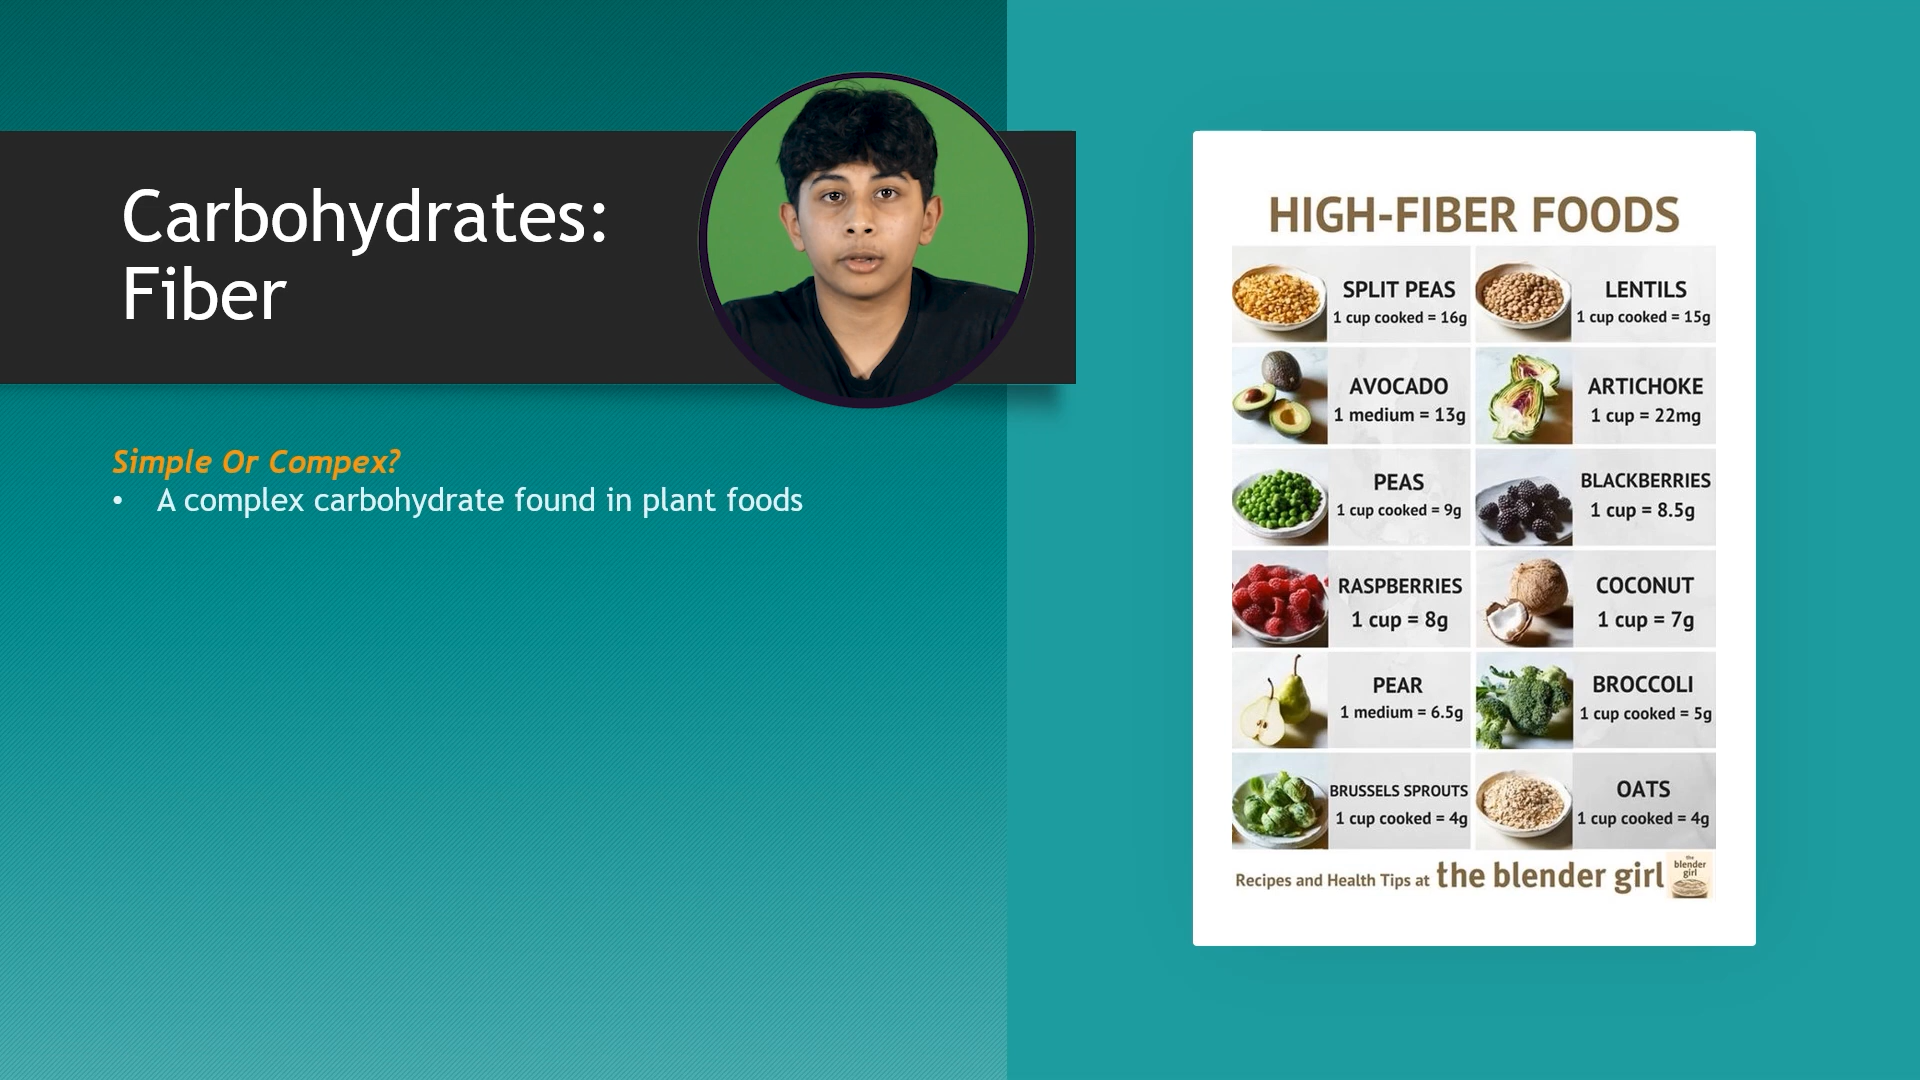 Carbohydrates:
Fiber
Simple Or Compex?
• A complex carbohydrate found in plant foods
HIGH-FIBER FOODS
SPLIT PEAS
1 cup cooked = 16g
LENTILS
1 cup cooked = 15g
AVOCADO
1 medium = 13g
ARTICHOKE
1 cup = 22mg
PEAS
1 cup cooked = 9g
BLACKBERRIES
1 cup = 8.5g
RASPBERRIES
1 cup = 8g
COCONUT
1 cup = 7g
PEAR
1 medium = 6.5g
BROCCOLI
1 cup cooked = 5g
BRUSSELS SPROUTS
1 cup cooked = 4g
OATS
1 cup cooked = 4g
Recipes and Health Tips at the blender girl
the
blender
girl